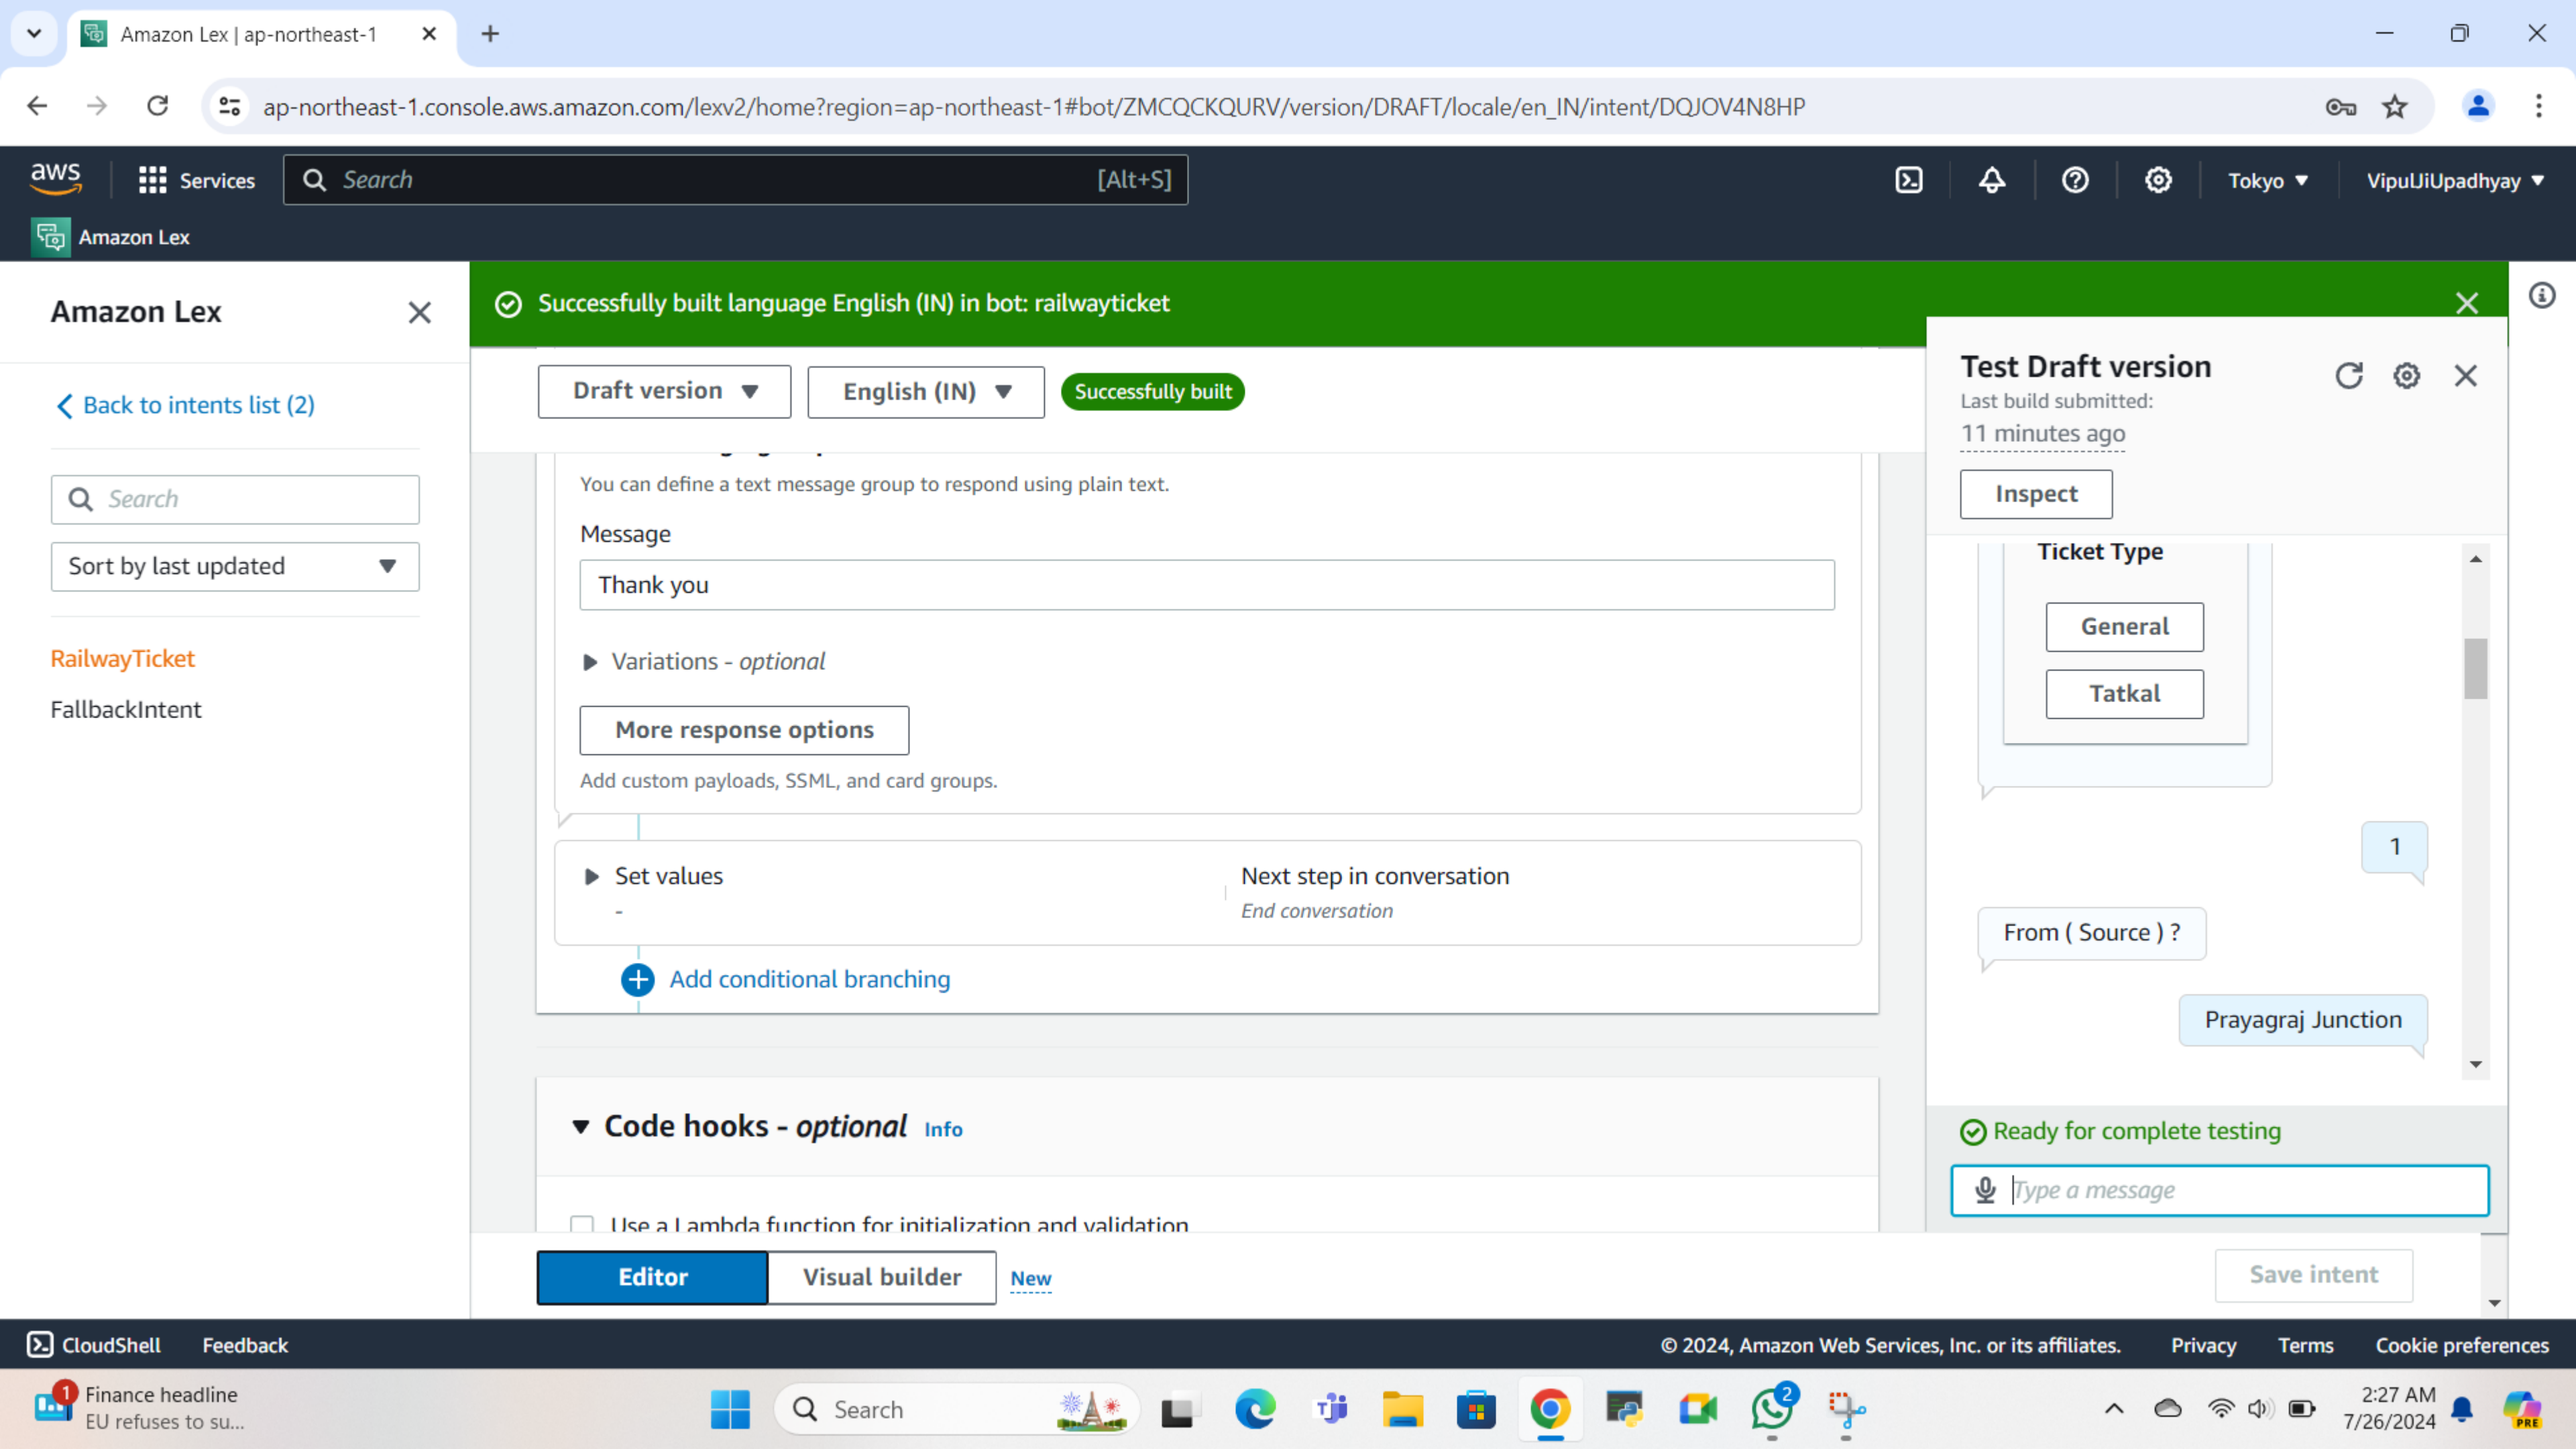 Amazon Lex | ap-northeast-1
ap-northeast-1.console.aws.amazon.com/lexv2/home?region=ap-northeast-1#bot/ZMCQCKQURV/version/DRAFT/locale/en_IN/intent/DQJOV4N8HP
aws
Services
Search
[Alt+S]
Tokyo
VipulJiUpadhyay
Amazon Lex
Amazon Lex
Back to intents list (2)
Search
Sort by last updated
RailwayTicket
FallbackIntent
Successfully built language English (IN) in bot: railwayticket
Draft version
English (IN)
Successfully built
You can define a text message group to respond using plain text.
Message
Thank you
Variations - optional
More response options
Add custom payloads, SSML, and card groups.
Set values
-
Next step in conversation
End conversation
Add conditional branching
Code hooks - optional Info
Use a Lambda function for initialization and validation
Editor
Visual builder
New
Save intent
Test Draft version
Last build submitted:
11 minutes ago
Inspect
Ticket Type
General
Tatkal
1
From ( Source ) ?
Prayagraj Junction
Ready for complete testing
Type a message
CloudShell
Feedback
© 2024, Amazon Web Services, Inc. or its affiliates.
Privacy
Terms
Cookie preferences
1
Finance headline
EU refuses to su...
Search
2
2:27 AM
7/26/2024
PRE